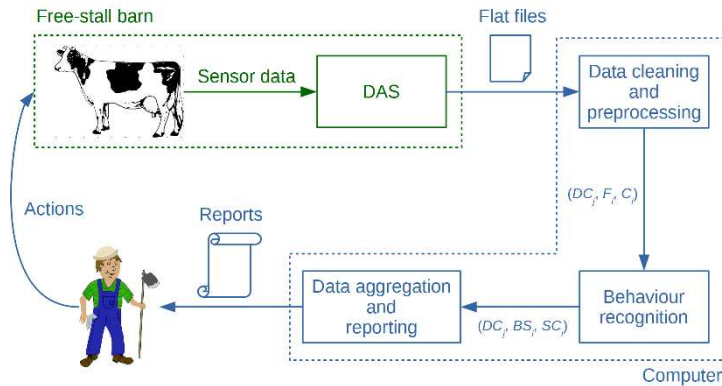 Free-stall barn
Flat files
Sensor data
DAS
Data cleaning
and
preprocessing
(DCⱼ, Fᵢ, Cᵢ)
Actions
Reports
Data aggregation
and
reporting
(DCⱼ, BSᵢ, SCᵢ)
Behaviour
recognition
Computer